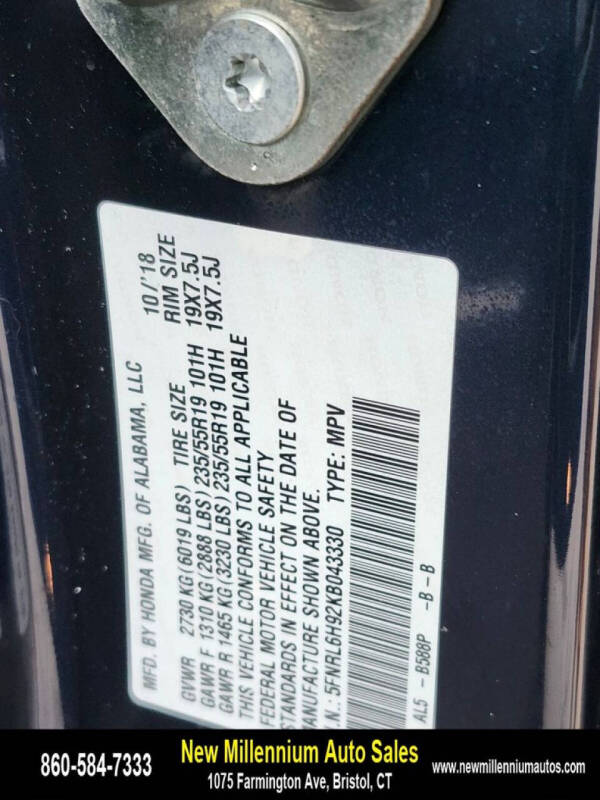 MFD. BY HONDA MFG. OF ALABAMA, LLC 10/'18
GVWR 2730 KG (6019 LBS) TIRE SIZE RIM SIZE
GAWR F 1310 KG (2888 LBS) 235/55R19 101H 19X7.5J
GAWR R 1465 KG (3230 LBS) 235/55R19 101H 19X7.5J
THIS VEHICLE CONFORMS TO ALL APPLICABLE
FEDERAL MOTOR VEHICLE SAFETY
STANDARDS IN EFFECT ON THE DATE OF
MANUFACTURE SHOWN ABOVE.
V.I.N.: 5FNRL6H92KB043330 TYPE: MPV
AL5 - B588P -B - B
860-584-7333
New Millennium Auto Sales
1075 Farmington Ave, Bristol, CT
www.newmillenniumautos.com